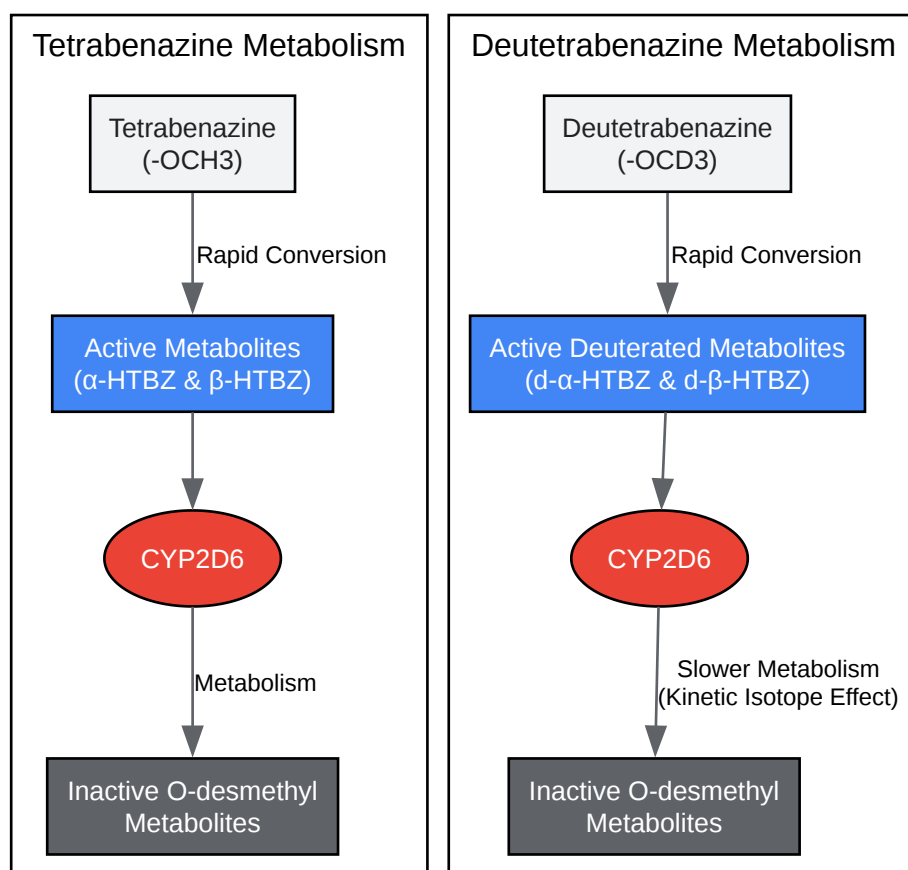 Tetrabenazine Metabolism
Tetrabenazine
(-OCH3)
Rapid Conversion
Active Metabolites
(α-HTBZ & β-HTBZ)
CYP2D6
Metabolism
Inactive O-desmethyl
Metabolites
Deutetrabenazine Metabolism
Deutetrabenazine
(-OCD3)
Rapid Conversion
Active Deuterated Metabolites
(d-α-HTBZ & d-β-HTBZ)
CYP2D6
Slower Metabolism
(Kinetic Isotope Effect)
Inactive O-desmethyl
Metabolites